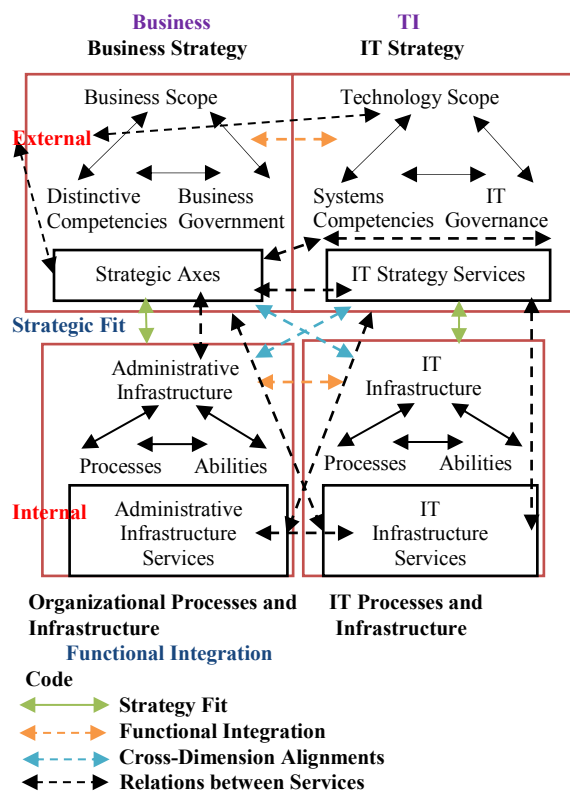 Business
TI
Business Strategy
IT Strategy
Business Scope
Technology Scope
External
Distinctive
Competencies
Business
Government
Systems
Competencies
IT
Governance
Strategic Axes
IT Strategy Services
Strategic Fit
Administrative
Infrastructure
IT
Infrastructure
Processes
Abilities
Processes
Abilities
Internal
Administrative
Infrastructure
Services
IT
Infrastructure
Services
Organizational Processes and
Infrastructure
IT Processes and
Infrastructure
Functional Integration
Code
Strategy Fit
Functional Integration
Cross-Dimension Alignments
Relations between Services